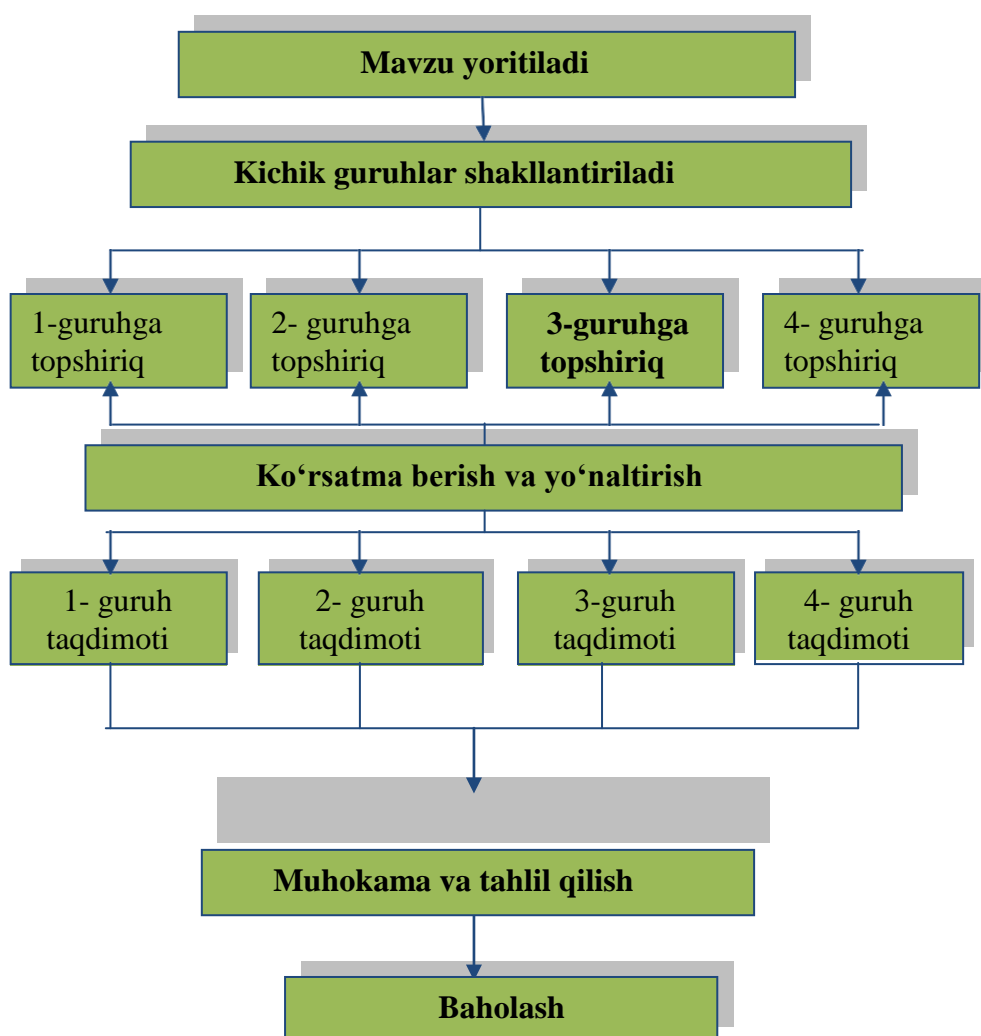 Mavzu yoritiladi
Kichik guruhlar shakllantiriladi
1-guruhga
topshiriq
2- guruhga
topshiriq
3-guruhga
topshiriq
4- guruhga
topshiriq
Ko‘rsatma berish va yo‘naltirish
1- guruh
taqdimoti
2- guruh
taqdimoti
3-guruh
taqdimoti
4- guruh
taqdimoti
Muhokama va tahlil qilish
Baholash